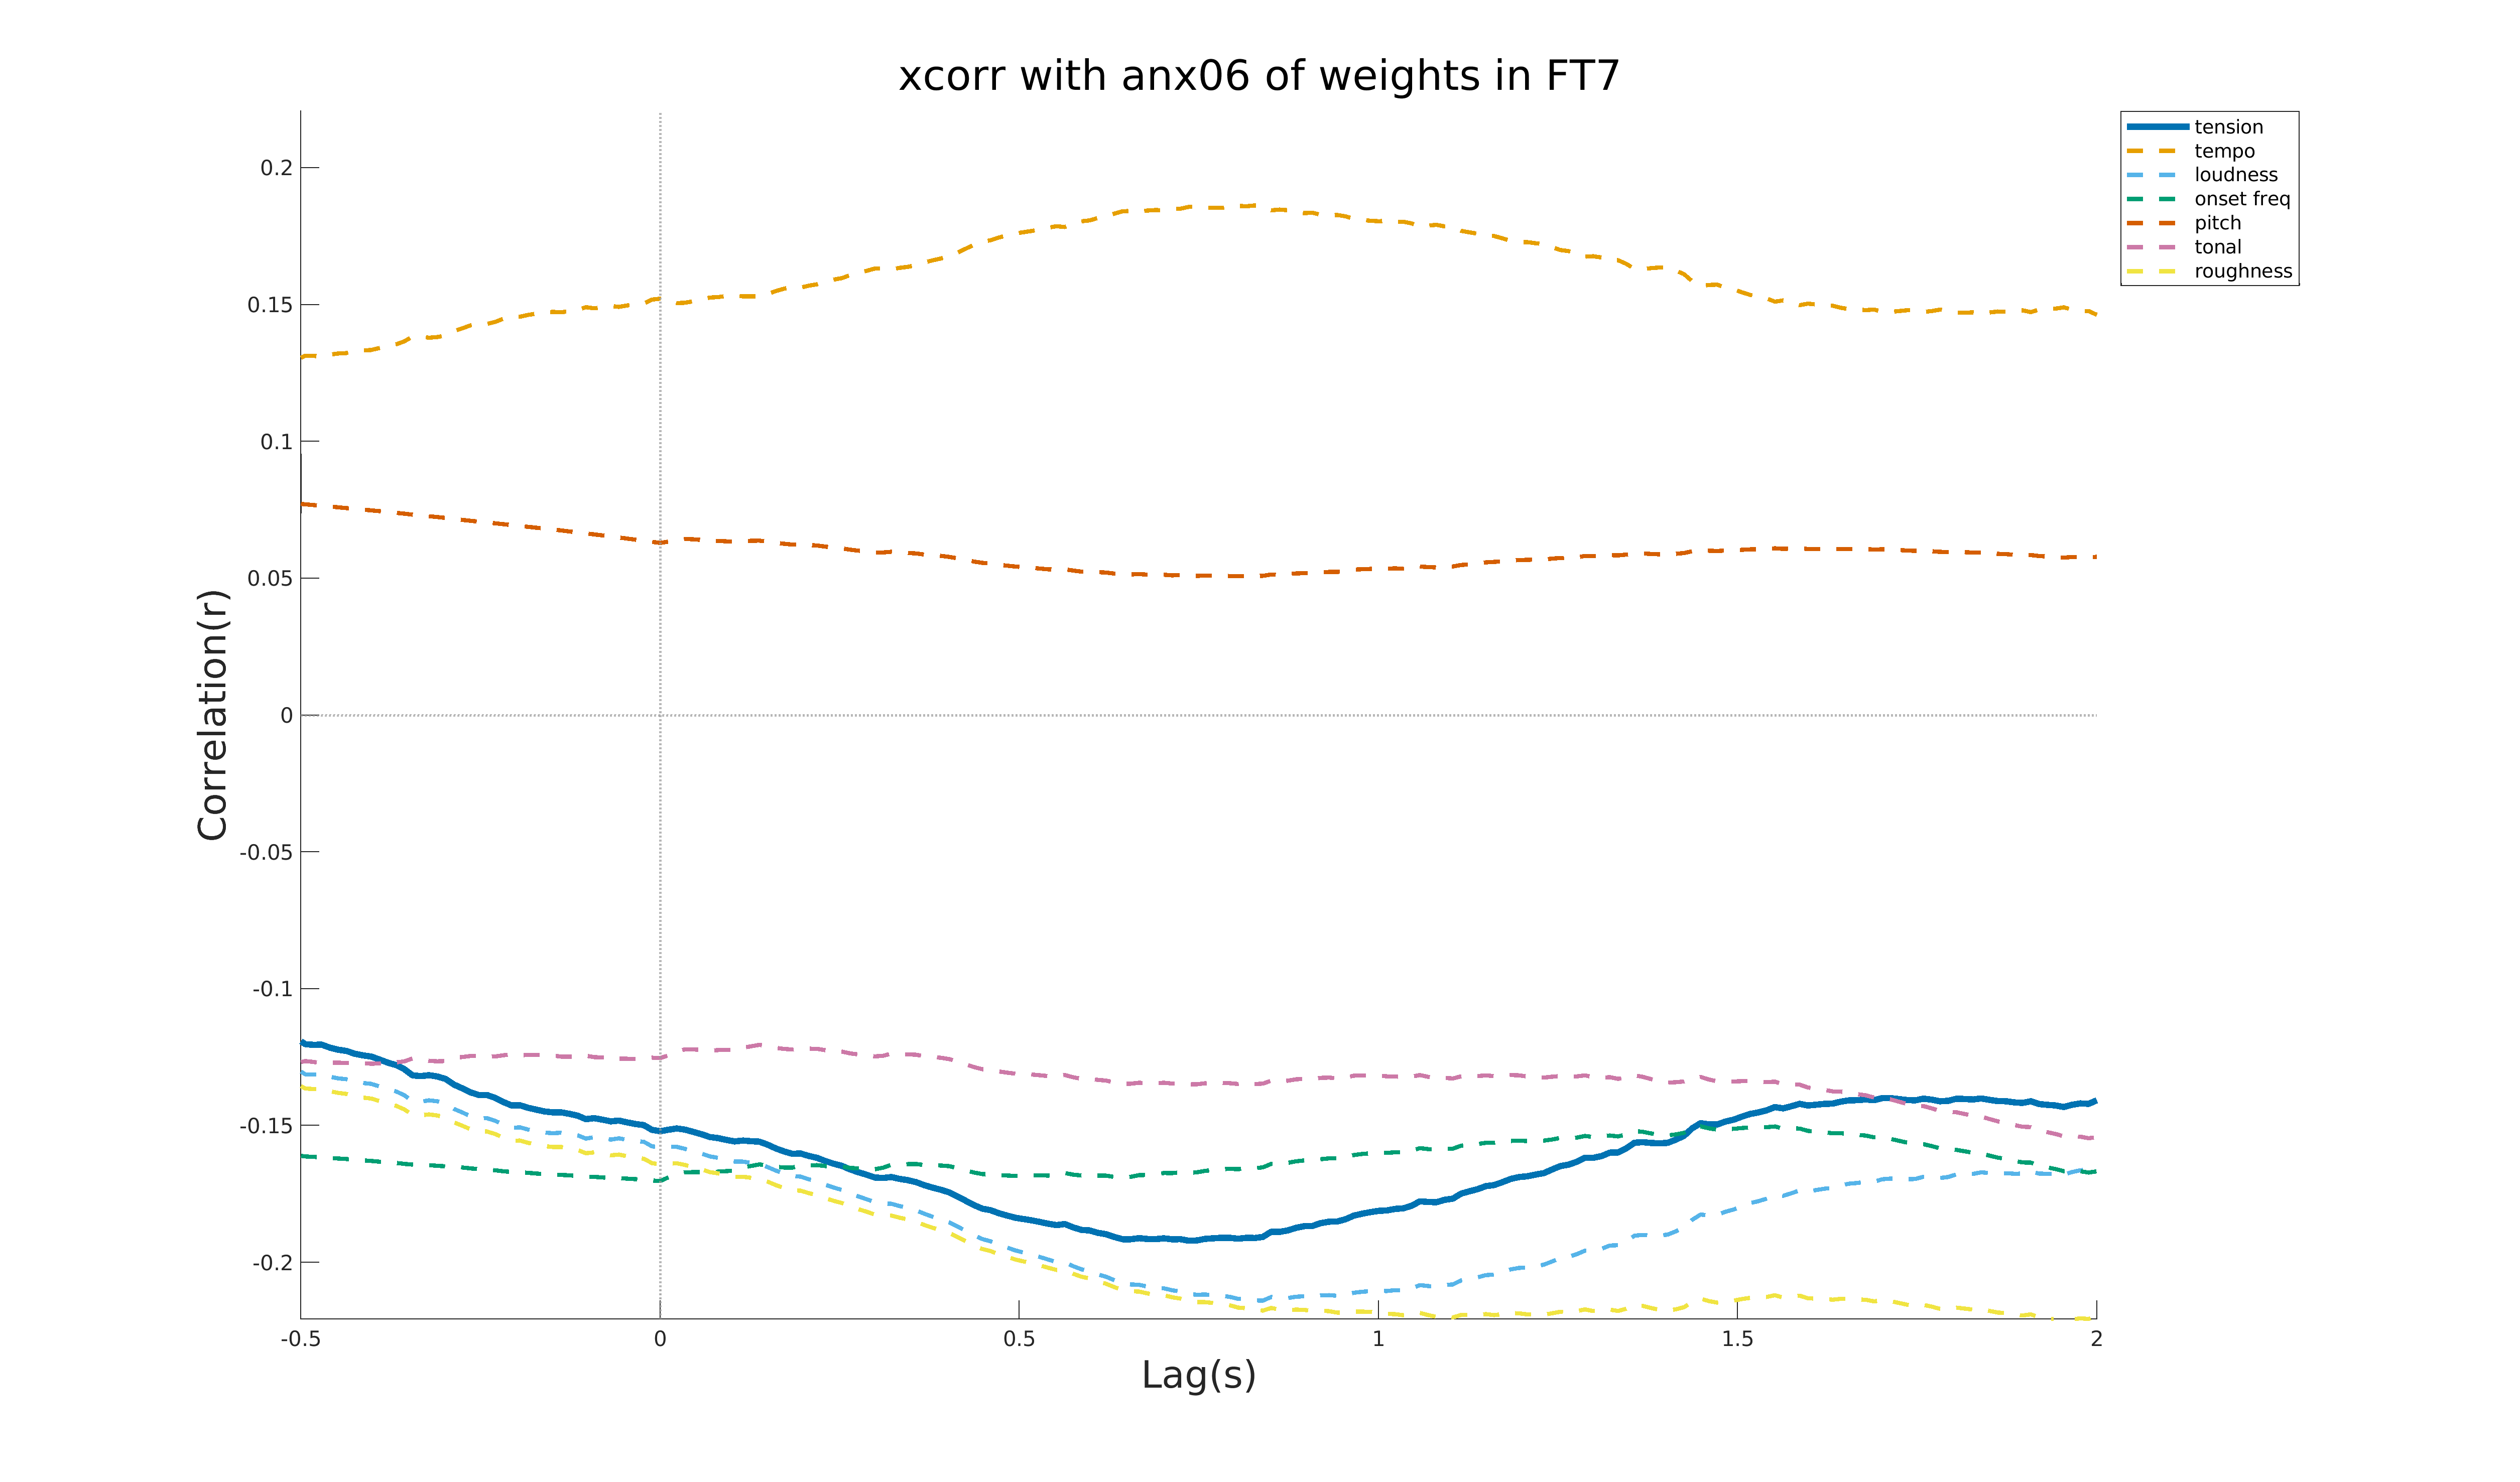 xcorr with anx06 of weights in FT7
tension
tempo
loudness
onset freq
pitch
tonal
roughness
0.2
0.15
0.1
0.05
0
-0.05
-0.1
-0.15
-0.2
Correlation(r)
-0.5
0
0.5
1
1.5
2
Lag(s)